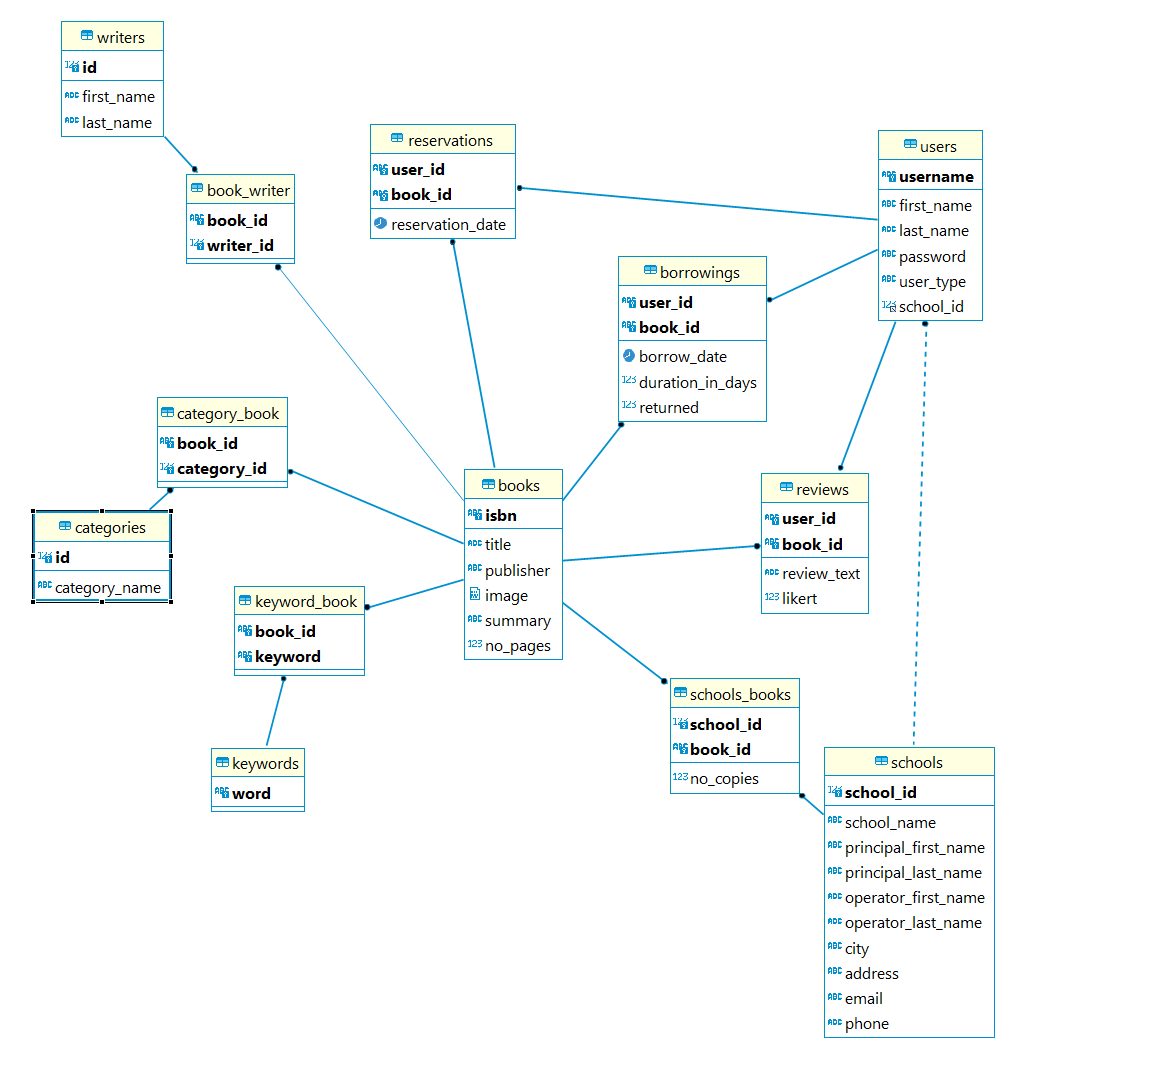 writers
id
first_name
last_name
book_writer
book_id
writer_id
reservations
user_id
book_id
reservation_date
users
username
first_name
last_name
password
user_type
school_id
borrowings
user_id
book_id
borrow_date
duration_in_days
returned
category_book
book_id
category_id
categories
id
category_name
books
isbn
title
publisher
image
summary
no_pages
reviews
user_id
book_id
review_text
likert
keyword_book
book_id
keyword
keywords
word
schools_books
school_id
book_id
no_copies
schools
school_id
school_name
principal_first_name
principal_last_name
operator_first_name
operator_last_name
city
address
email
phone